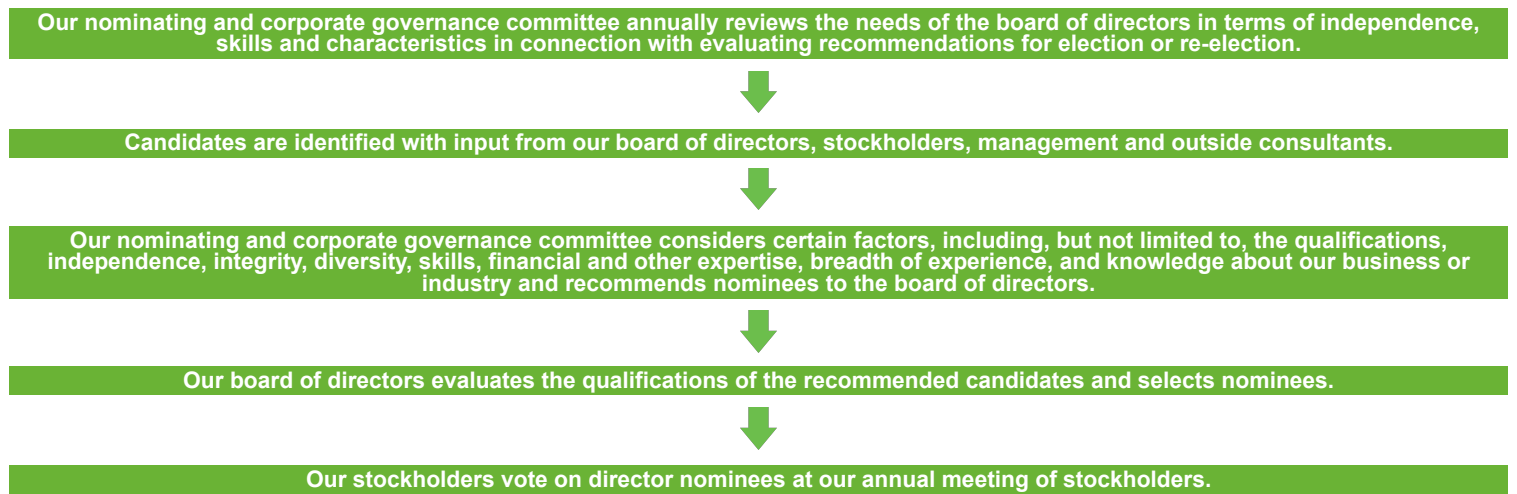 Our nominating and corporate governance committee annually reviews the needs of the board of directors in terms of independence,
skills and characteristics in connection with evaluating recommendations for election or re-election.
Candidates are identified with input from our board of directors, stockholders, management and outside consultants.
Our nominating and corporate governance committee considers certain factors, including, but not limited to, the qualifications,
independence, integrity, diversity, skills, financial and other expertise, breadth of experience, and knowledge about our business or
industry and recommends nominees to the board of directors.
Our board of directors evaluates the qualifications of the recommended candidates and selects nominees.
Our stockholders vote on director nominees at our annual meeting of stockholders.